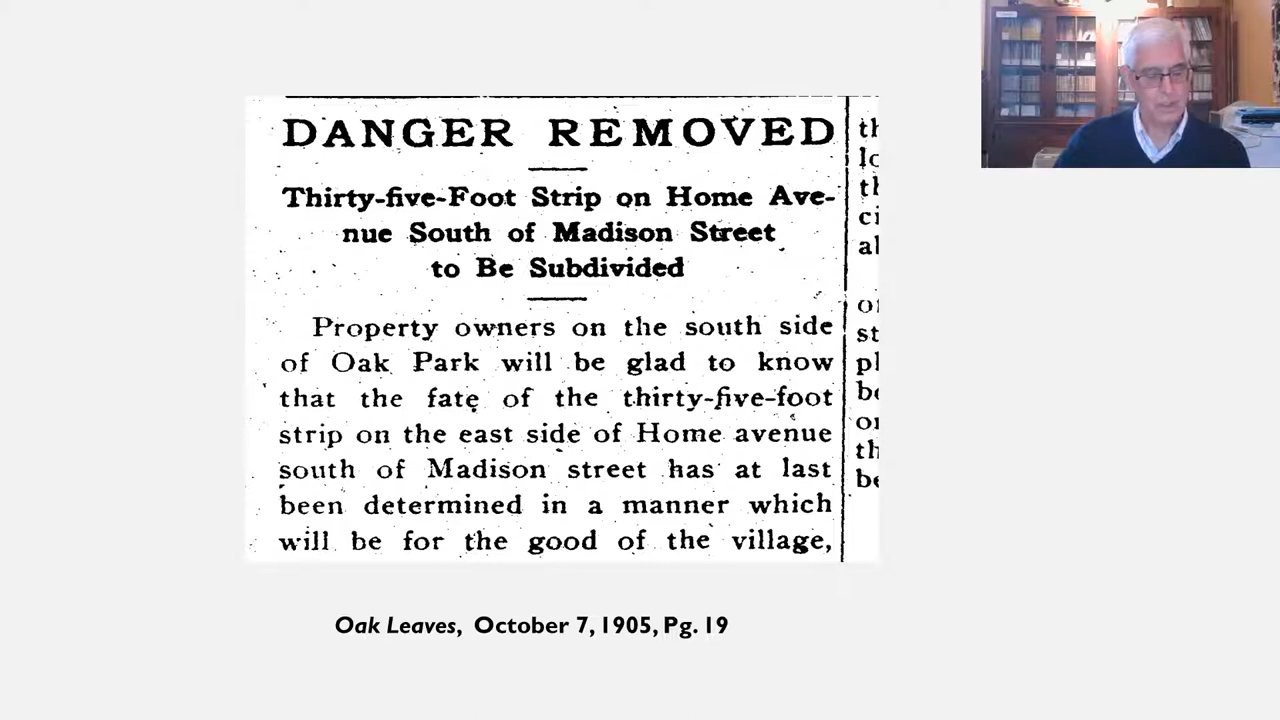 DANGER REMOVED
Thirty-five-Foot Strip on Home Ave-
nue South of Madison Street
to Be Subdivided
Property owners on the south side
of Oak Park will be glad to know
that the fate of the thirty-five-foot
strip on the east side of Home avenue
south of Madison street has at last
been determined in a manner which
will be for the good of the village,
Oak Leaves, October 7, 1905, Pg. 19